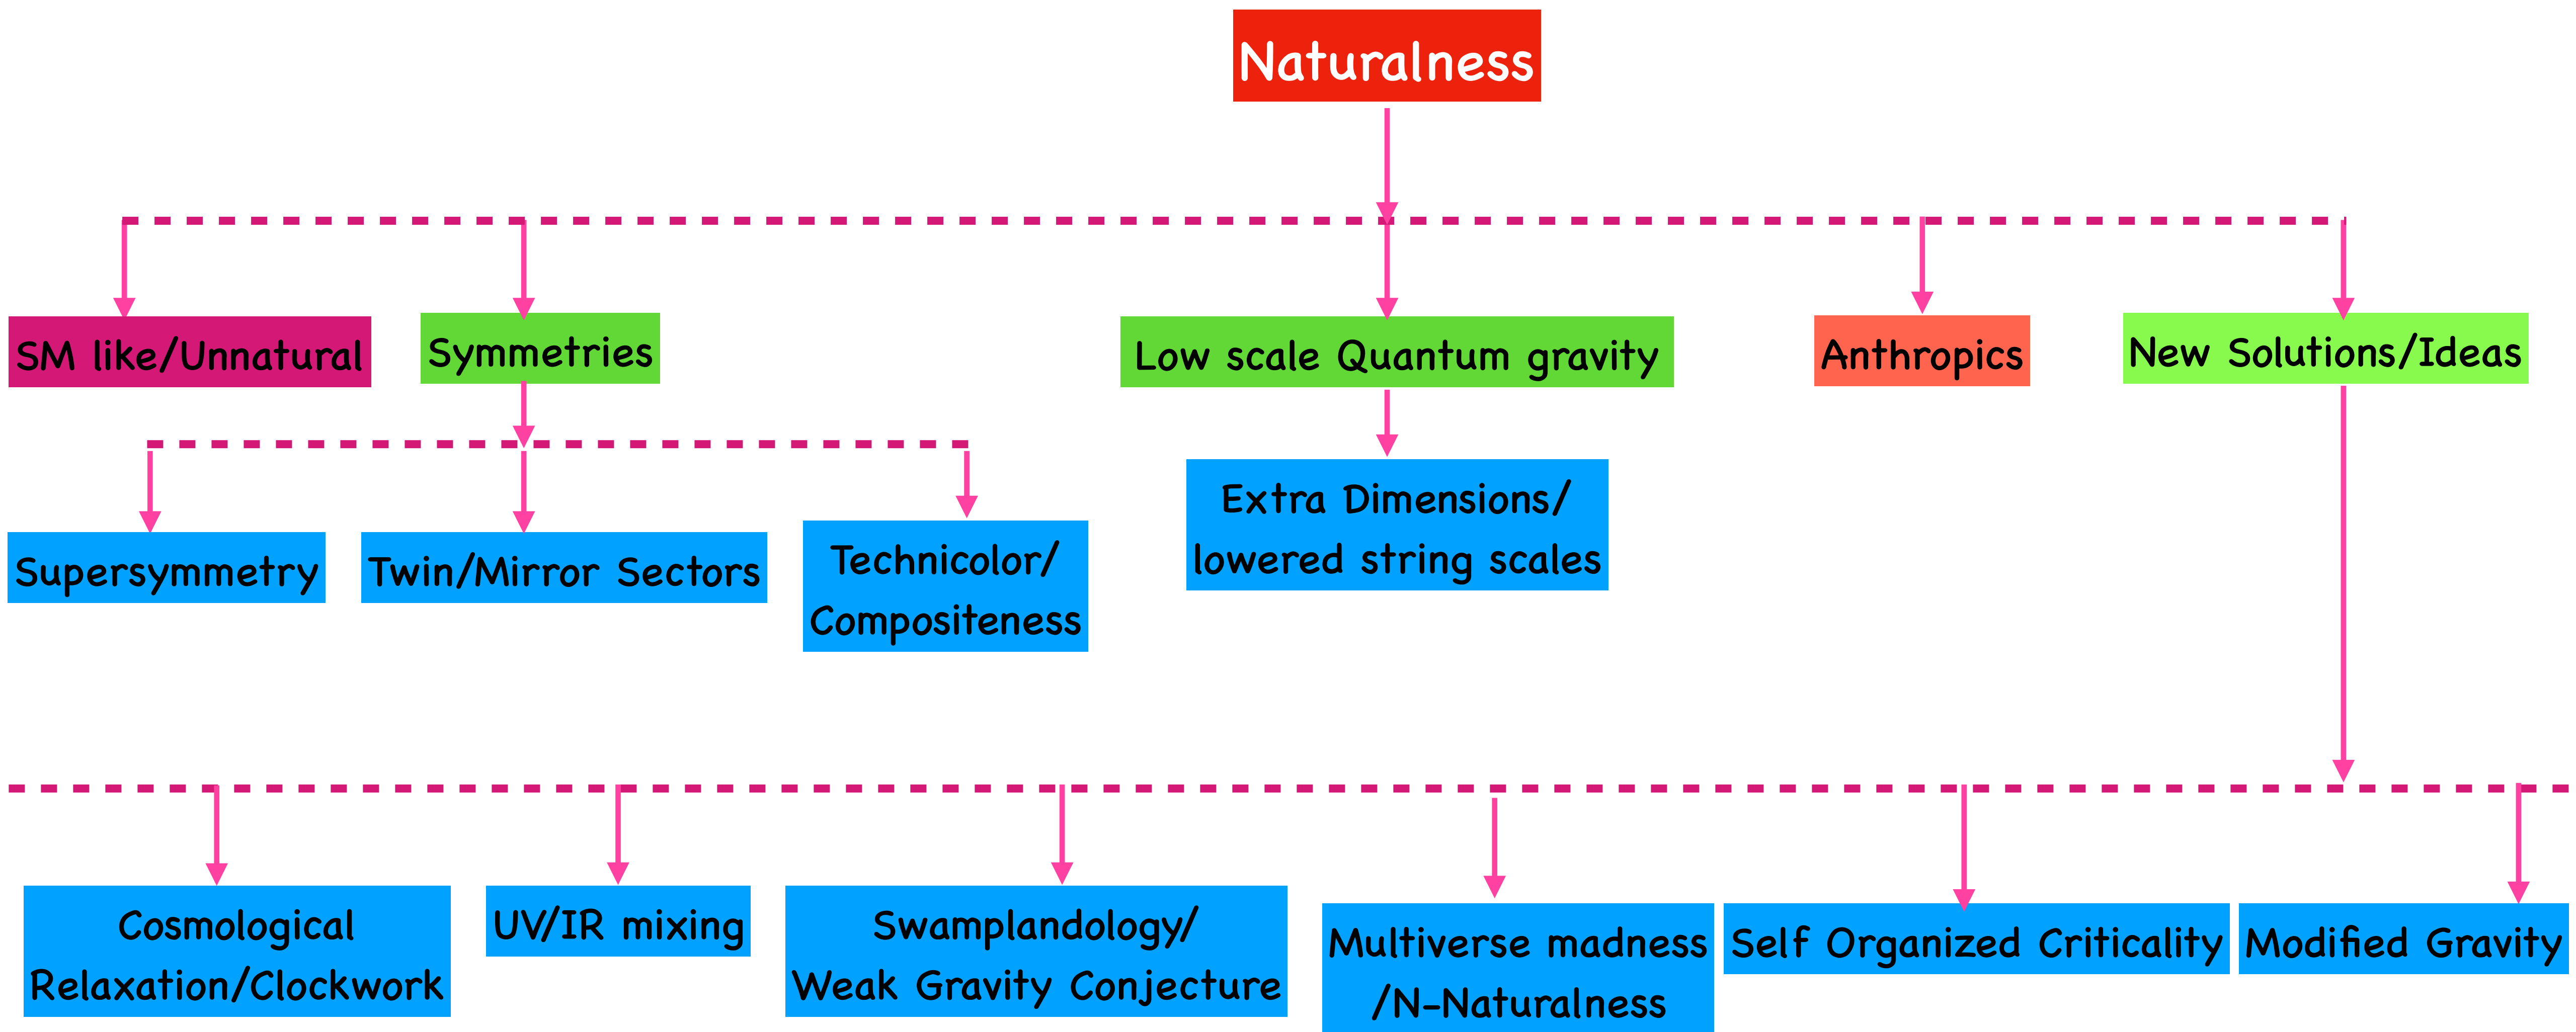 Naturalness
SM like/Unnatural
Symmetries
Low scale Quantum gravity
Anthropics
New Solutions/Ideas
Supersymmetry
Twin/Mirror Sectors
Technicolor/
Compositeness
Extra Dimensions/
lowered string scales
Cosmological
Relaxation/Clockwork
UV/IR mixing
Swamplandology/
Weak Gravity Conjecture
Multiverse madness
/N-Naturalness
Self Organized Criticality
Modified Gravity